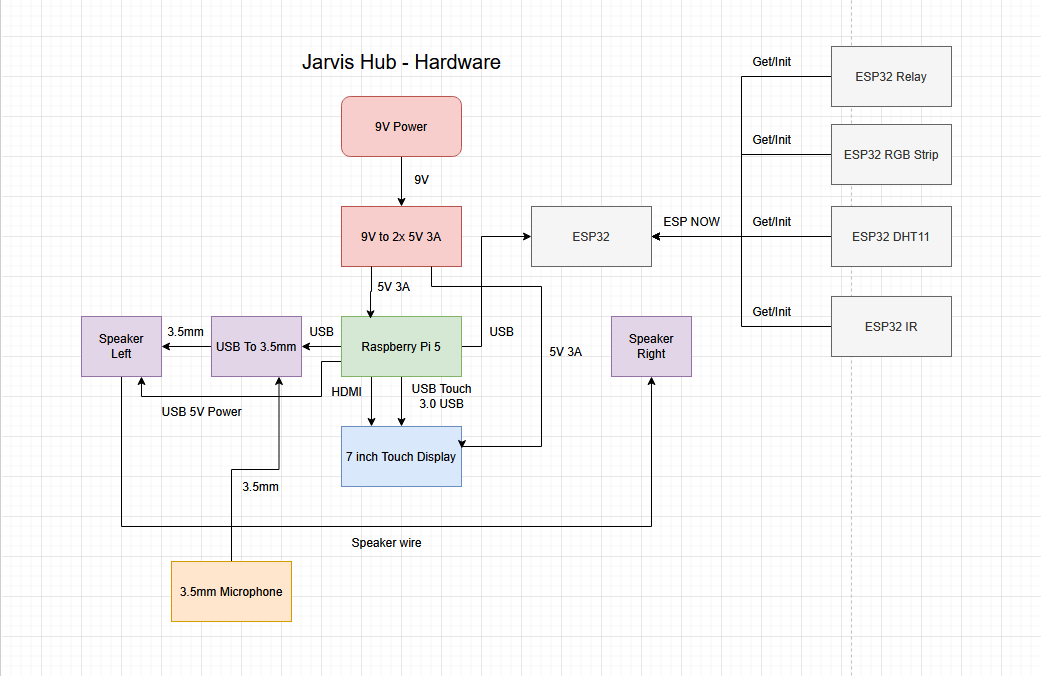 Jarvis Hub - Hardware
9V Power
9V
9V to 2x 5V 3A
5V 3A
Speaker
Left
3.5mm
USB To 3.5mm
USB
Raspberry Pi 5
USB
ESP32
ESP NOW
Get/Init
ESP32 Relay
Get/Init
ESP32 RGB Strip
Get/Init
ESP32 DHT11
Get/Init
ESP32 IR
5V 3A
Speaker
Right
USB 5V Power
HDMI
USB Touch
3.0 USB
7 inch Touch Display
3.5mm
Speaker wire
3.5mm Microphone